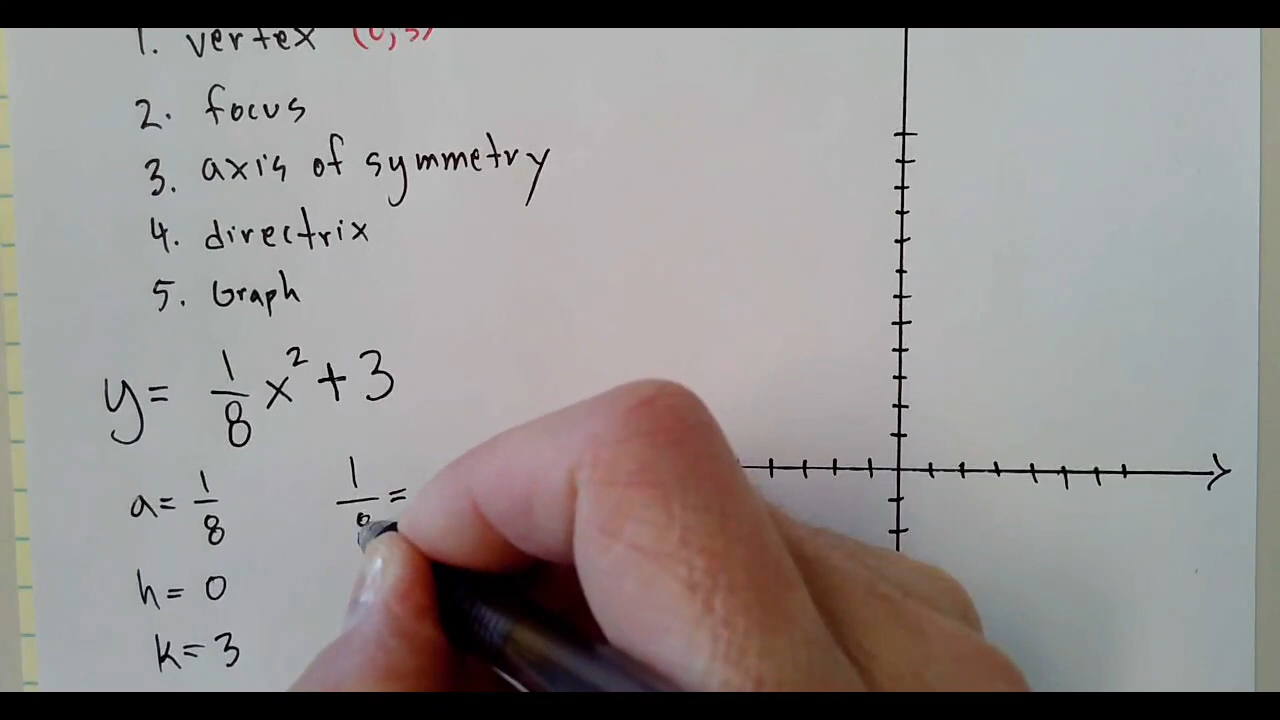 1. vertex (0,3)
2. focus
3. axis of symmetry
4. directrix
5. Graph
y = 1/8 x² + 3
a = 1/8
1/8 =
h = 0
k = 3